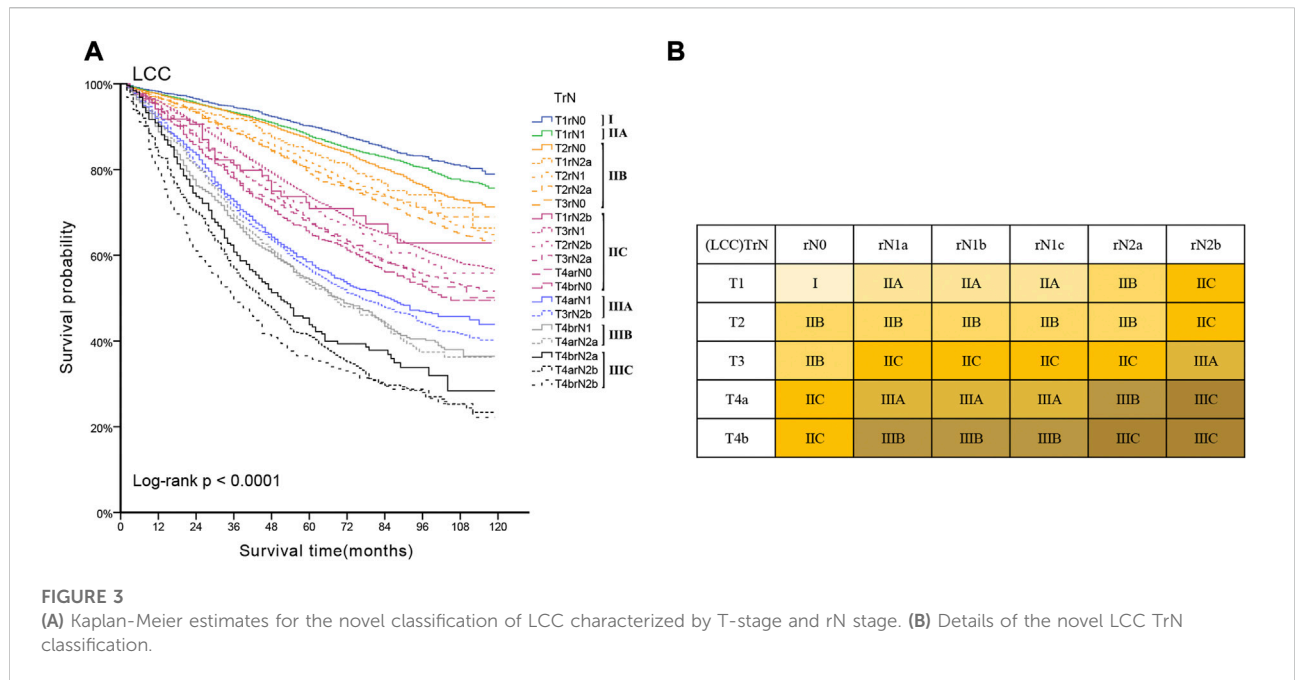 A
B
LCC
100%
80%
60%
40%
20%
0%
Survival probability
Log-rank p < 0.0001
0 12 24 36 48 60 72 84 96 108 120
Survival time(months)
TrN
T1rN0 I
T1rN1 IIA
T2rN0
T1rN2a
T2rN1 IIB
T2rN2a
T3rN0
T1rN2b
T3rN1
T2rN2b
T3rN2a IIC
T4arN0
T4brN0
T4arN1 IIIA
T3rN2b
T4brN1 IIIB
T4arN2a
T4brN2a
T4arN2b IIIC
T4brN2b
(LCC)TrN rN0 rN1a rN1b rN1c rN2a rN2b
T1 I IIA IIA IIA IIB IIC
T2 IIB IIB IIB IIB IIB IIC
T3 IIB IIC IIC IIC IIC IIIA
T4a IIC IIIA IIIA IIIA IIIB IIIC
T4b IIC IIIB IIIB IIIB IIIC IIIC
FIGURE 3
(A) Kaplan-Meier estimates for the novel classification of LCC characterized by T-stage and rN stage. (B) Details of the novel LCC TrN
classification.